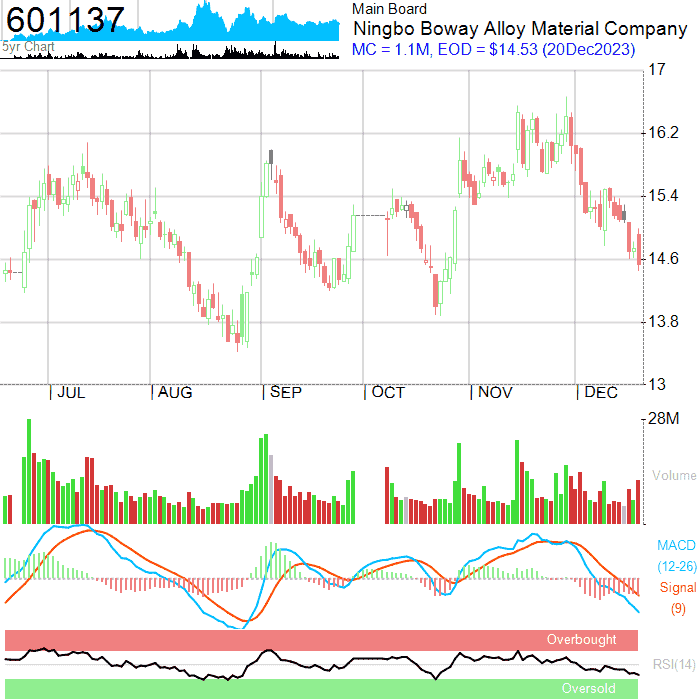 601137
5yr Chart
Main Board
Ningbo Boway Alloy Material Company
MC = 1.1M, EOD = $14.53 (20Dec2023)
17
16.2
15.4
14.6
13.8
13
JUL AUG SEP OCT NOV DEC
28M
Volume
MACD
(12-26)
Signal
(9)
Overbought
RSI(14)
Oversold